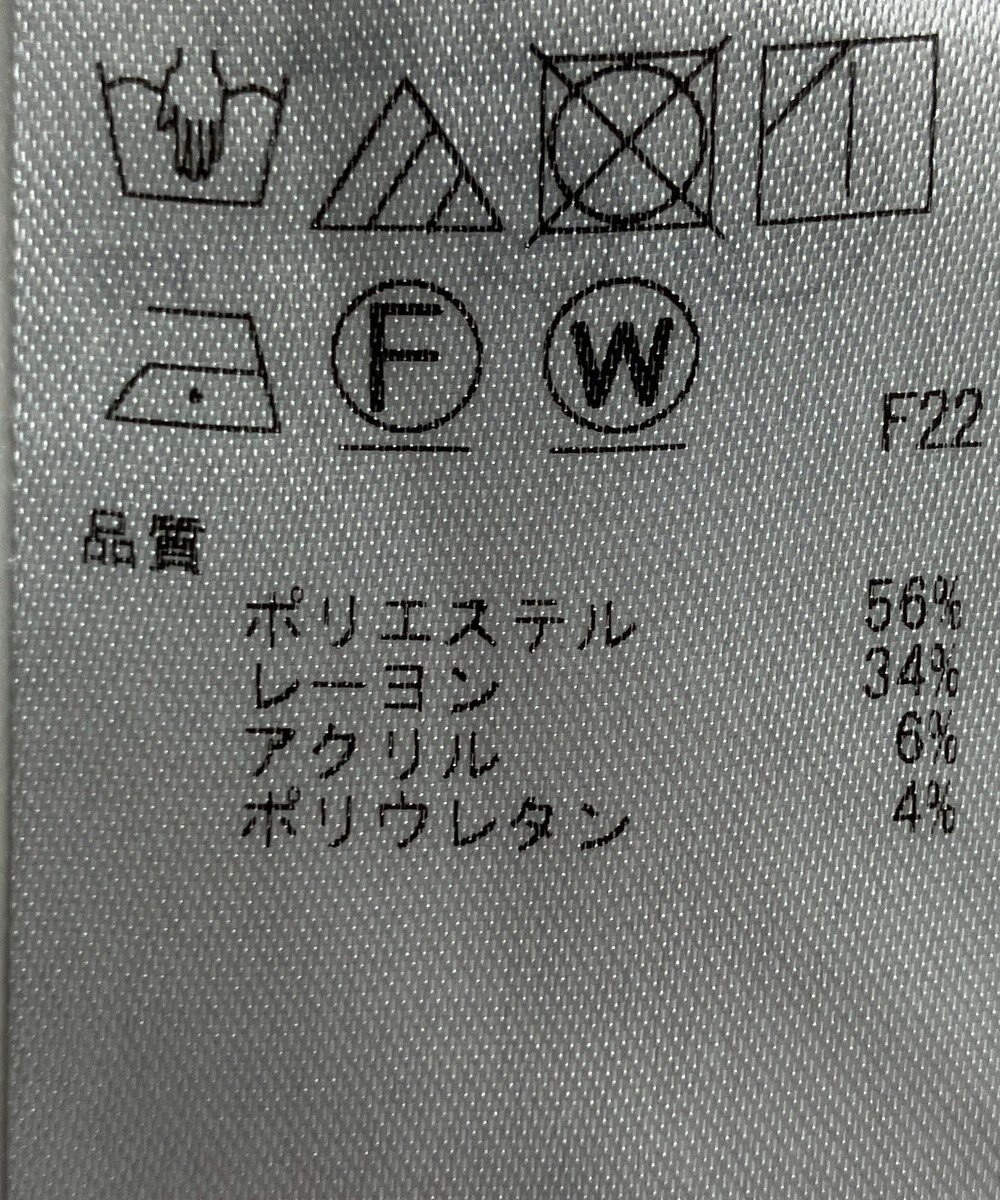 F W
F22
品質
ポリエステル 56%
レーヨン 34%
アクリル 6%
ポリウレタン 4%